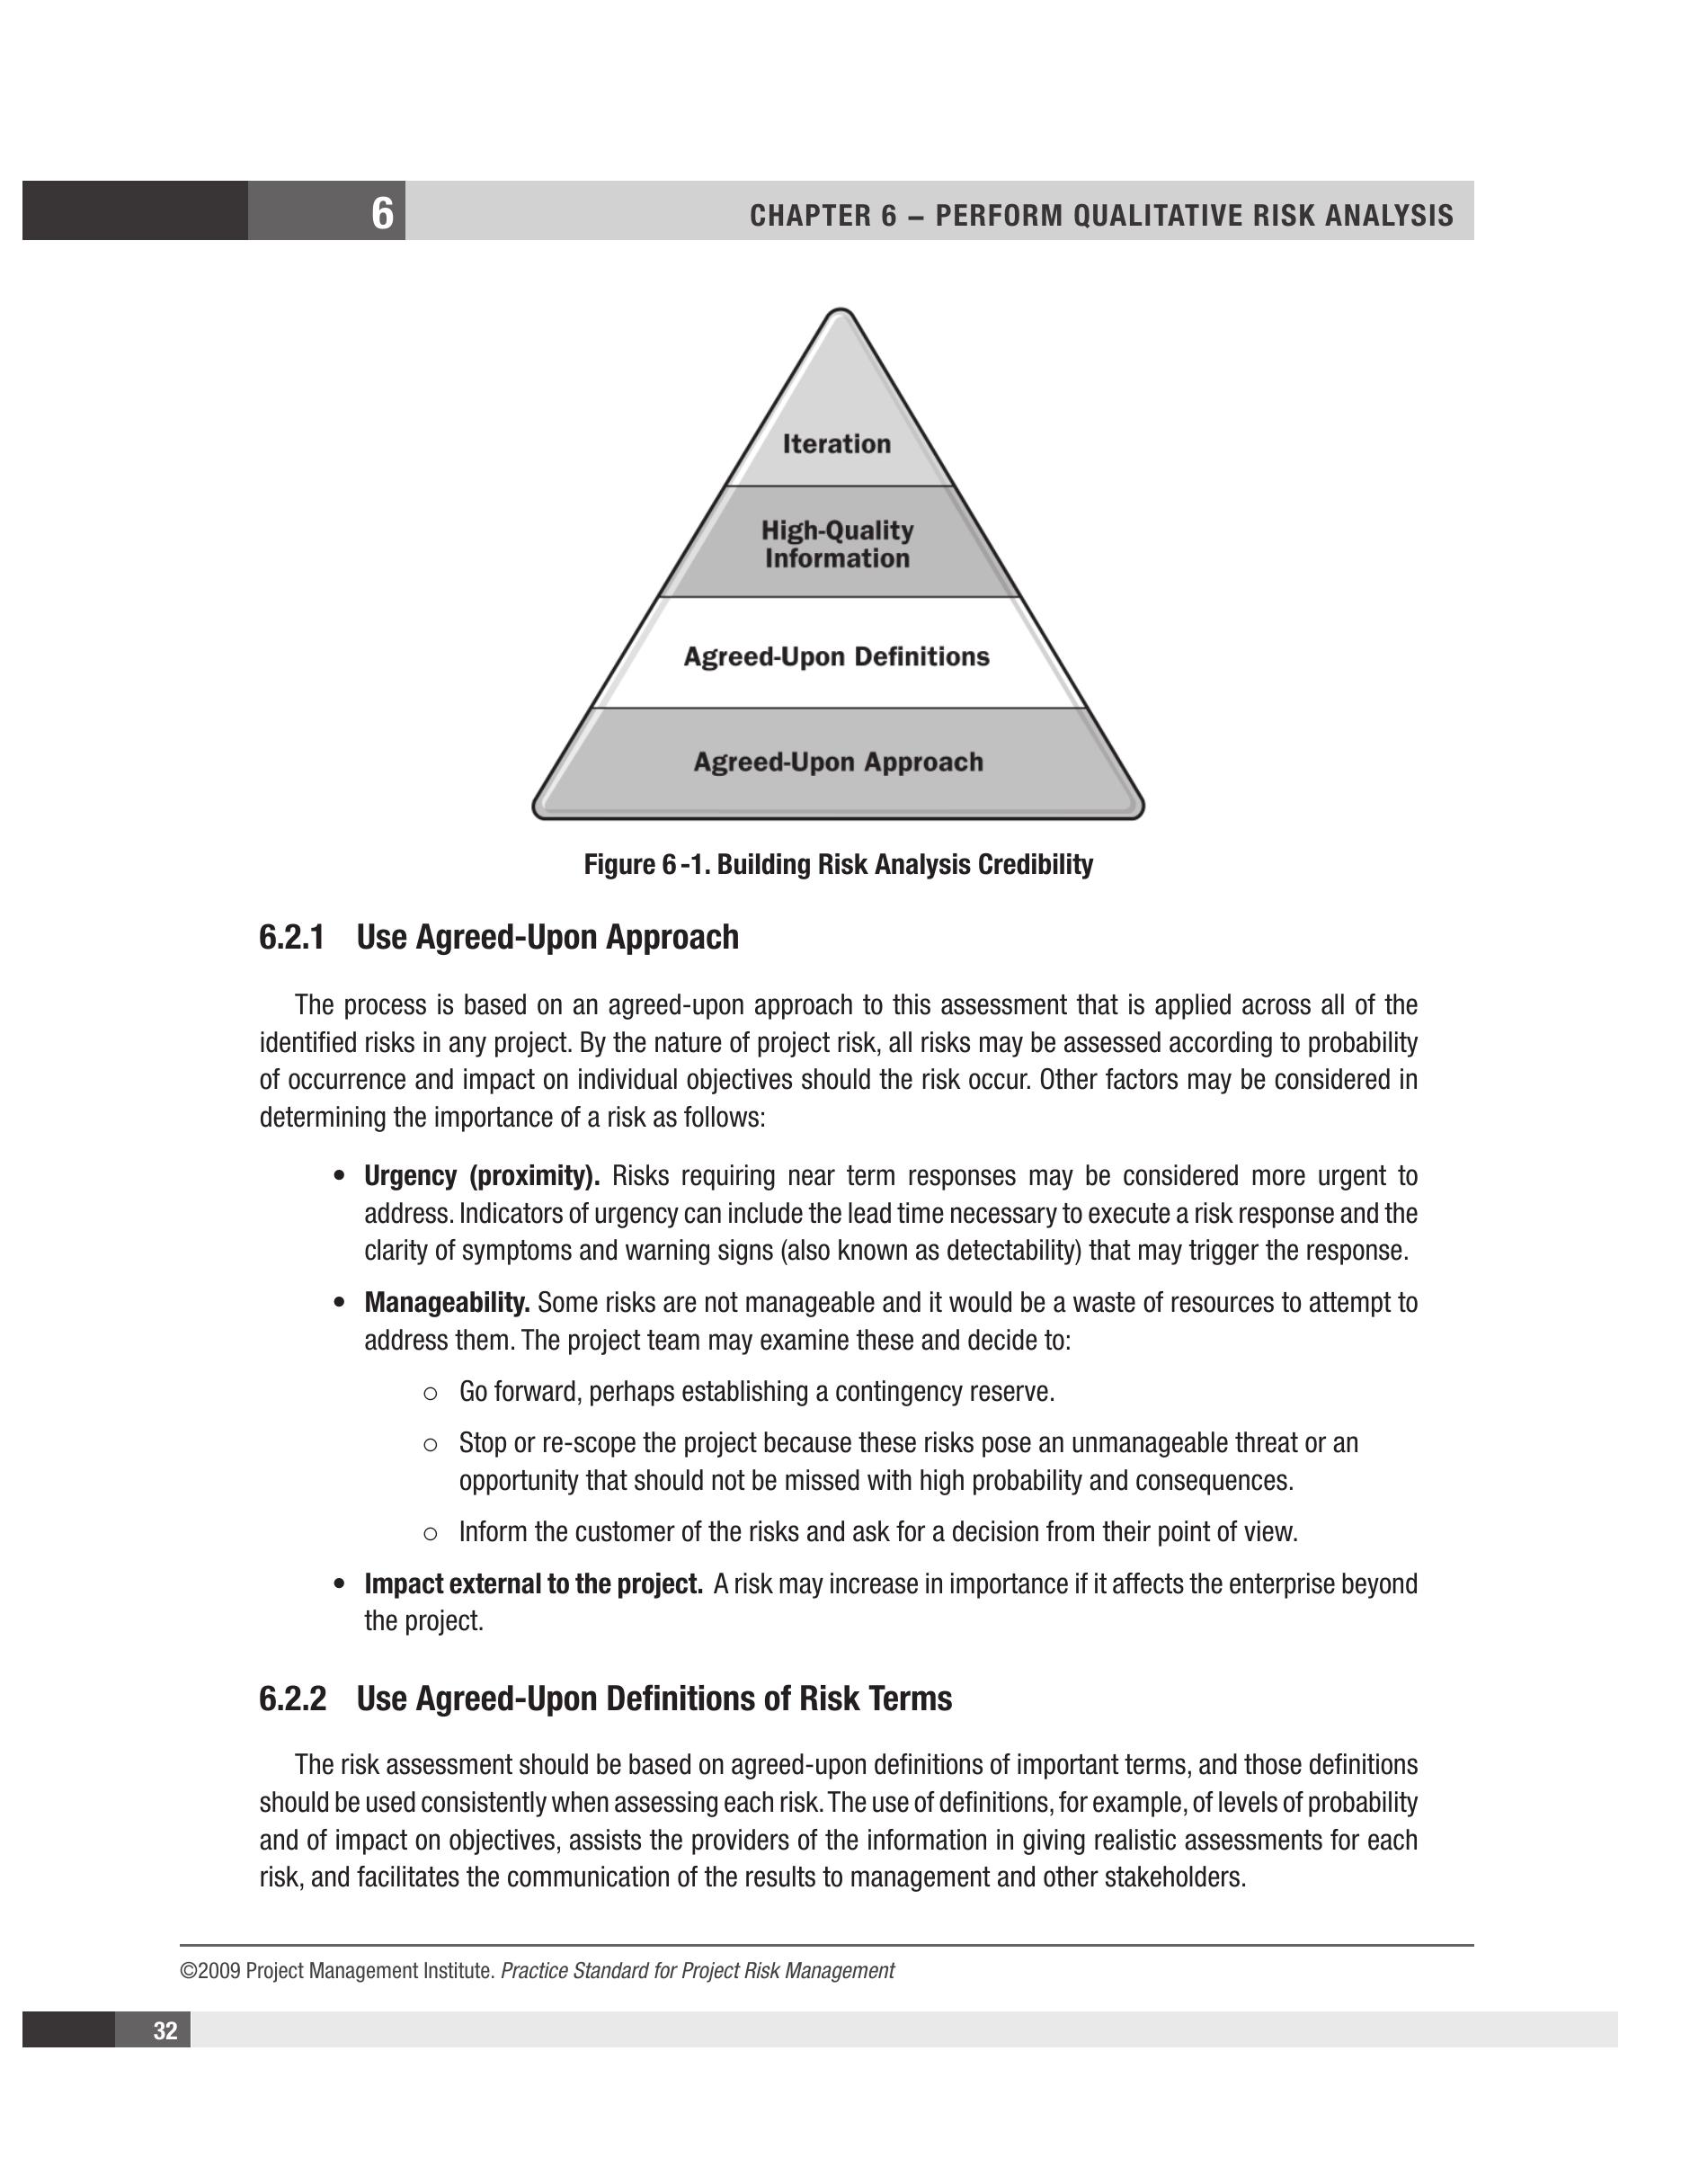 6
CHAPTER 6 – PERFORM QUALITATIVE RISK ANALYSIS
Iteration
High-Quality
Information
Agreed-Upon Definitions
Agreed-Upon Approach
Figure 6-1. Building Risk Analysis Credibility
6.2.1 Use Agreed-Upon Approach
The process is based on an agreed-upon approach to this assessment that is applied across all of the
identified risks in any project. By the nature of project risk, all risks may be assessed according to probability
of occurrence and impact on individual objectives should the risk occur. Other factors may be considered in
determining the importance of a risk as follows:
• Urgency (proximity). Risks requiring near term responses may be considered more urgent to
address. Indicators of urgency can include the lead time necessary to execute a risk response and the
clarity of symptoms and warning signs (also known as detectability) that may trigger the response.
• Manageability. Some risks are not manageable and it would be a waste of resources to attempt to
address them. The project team may examine these and decide to:
○ Go forward, perhaps establishing a contingency reserve.
○ Stop or re-scope the project because these risks pose an unmanageable threat or an
opportunity that should not be missed with high probability and consequences.
○ Inform the customer of the risks and ask for a decision from their point of view.
• Impact external to the project. A risk may increase in importance if it affects the enterprise beyond
the project.
6.2.2 Use Agreed-Upon Definitions of Risk Terms
The risk assessment should be based on agreed-upon definitions of important terms, and those definitions
should be used consistently when assessing each risk. The use of definitions, for example, of levels of probability
and of impact on objectives, assists the providers of the information in giving realistic assessments for each
risk, and facilitates the communication of the results to management and other stakeholders.
©2009 Project Management Institute. Practice Standard for Project Risk Management
32